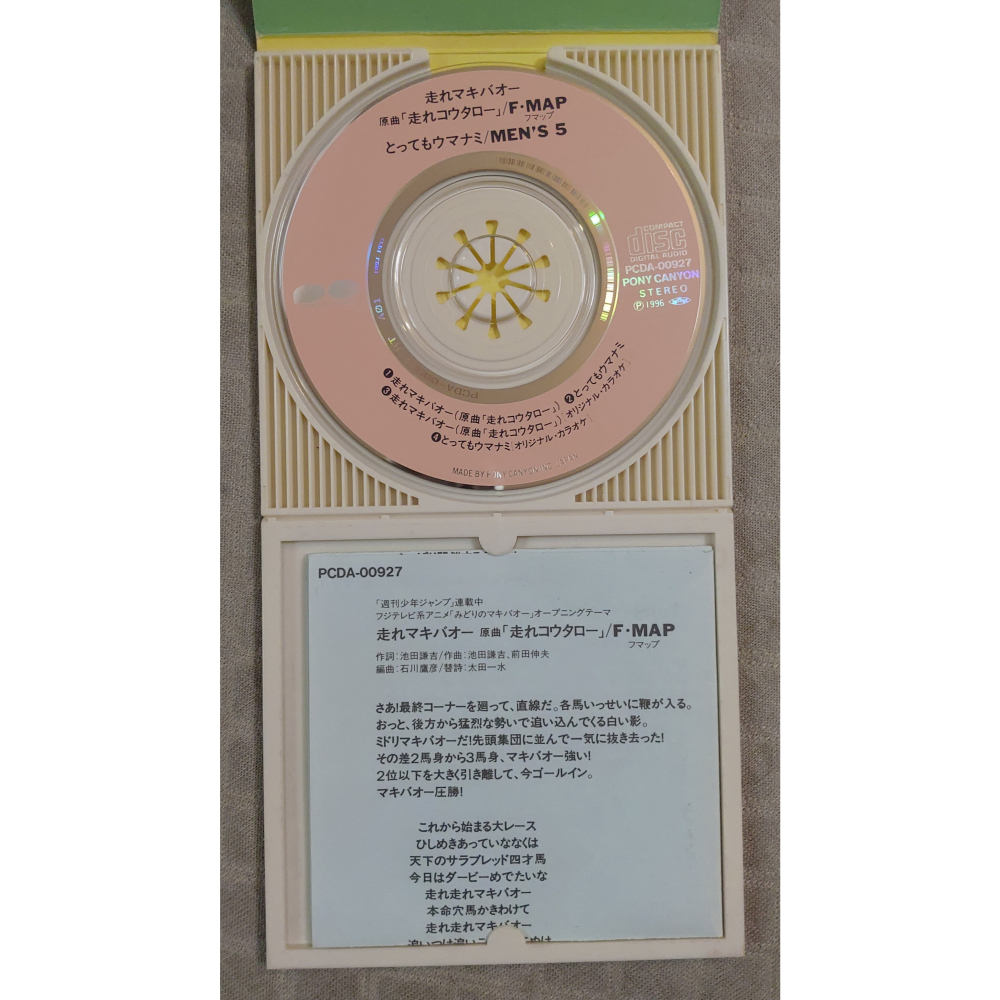 走れマキバオー
原曲「走れコウタロー」/F・MAP
フマップ
とってもウマナミ/MEN'S 5
COMPACT
disc
DIGITAL AUDIO
PCDA-00927
PONY CANYON
STEREO
Ⓟ1996
❶走れマキバオー(原曲「走れコウタロー」) ❷とってもウマナミ
❸走れマキバオー(原曲「走れコウタロー」)[オリジナル・カラオケ]
❹とってもウマナミ[オリジナル・カラオケ]
MADE BY PONY CANYON INC., JAPAN
PCDA-00927
「週刊少年ジャンプ」連載中
フジテレビ系アニメ「みどりのマキバオー」オープニングテーマ
走れマキバオー 原曲「走れコウタロー」/F・MAP
フマップ
作詞:池田謙吉/作曲:池田謙吉、前田伸夫
編曲:石川鷹彦/替詩:太田一水
さあ!最終コーナーを廻って、直線だ。各馬いっせいに鞭が入る。
おっと、後方から猛烈な勢いで追い込んでくる白い影。
ミドリマキバオーだ!先頭集団に並んで一気に抜き去った!
その差2馬身から3馬身、マキバオー強い!
2位以下を大きく引き離して、今ゴールイン。
マキバオー圧勝!
これから始まる大レース
ひしめきあっていななくは
天下のサラブレッド四才馬
今日はダービーめでたいな
走れ走れマキバオー
本命穴馬かきわけて
走れ走れマキバオー